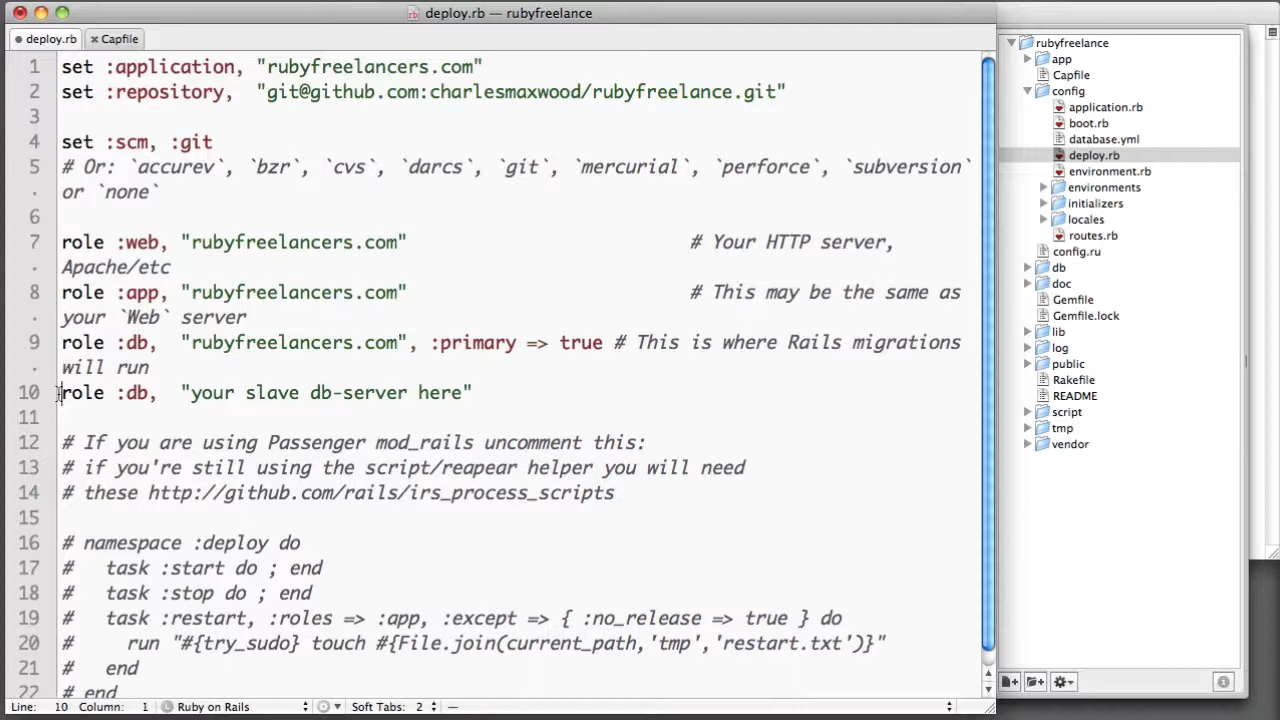 deploy.rb — rubyfreelance
deploy.rb
Capfile
1 set :application, "rubyfreelancers.com"
2 set :repository,  "git@github.com:charlesmaxwood/rubyfreelance.git"
3
4 set :scm, :git
5 # Or: `accurev`, `bzr`, `cvs`, `darcs`, `git`, `mercurial`, `perforce`, `subversion`
. or `none`
6
7 role :web, "rubyfreelancers.com"                          # Your HTTP server,
. Apache/etc
8 role :app, "rubyfreelancers.com"                          # This may be the same as
. your `Web` server
9 role :db,  "rubyfreelancers.com", :primary => true # This is where Rails migrations
. will run
10 role :db,  "your slave db-server here"
11
12 # If you are using Passenger mod_rails uncomment this:
13 # if you're still using the script/reapear helper you will need
14 # these http://github.com/rails/irs_process_scripts
15
16 # namespace :deploy do
17 #   task :start do ; end
18 #   task :stop do ; end
19 #   task :restart, :roles => :app, :except => { :no_release => true } do
20 #     run "#{try_sudo} touch #{File.join(current_path,'tmp','restart.txt')}"
21 #   end
22 # end
Line: 10 Column: 1 Ruby on Rails Soft Tabs: 2 —
rubyfreelance
app
Capfile
config
application.rb
boot.rb
database.yml
deploy.rb
environment.rb
environments
initializers
locales
routes.rb
config.ru
db
doc
Gemfile
Gemfile.lock
lib
log
public
Rakefile
README
script
tmp
vendor